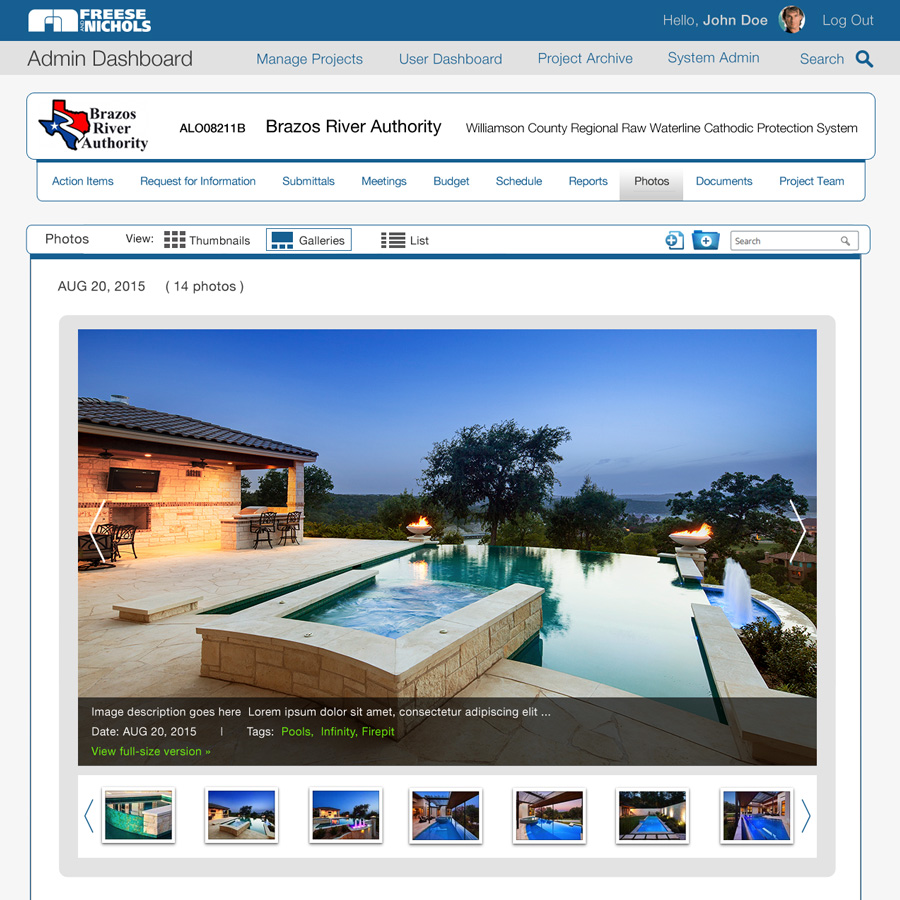 FREESE AND NICHOLS
Hello, John Doe Log Out
Admin Dashboard Manage Projects User Dashboard Project Archive System Admin Search
Brazos
River
Authority
ALO08211B Brazos River Authority Williamson County Regional Raw Waterline Cathodic Protection System
Action Items Request for Information Submittals Meetings Budget Schedule Reports Photos Documents Project Team
Photos View: Thumbnails Galleries List Search
AUG 20, 2015 ( 14 photos )
Image description goes here Lorem ipsum dolor sit amet, consectetur adipiscing elit ...
Date: AUG 20, 2015 | Tags: Pools, Infinity, Firepit
View full-size version »